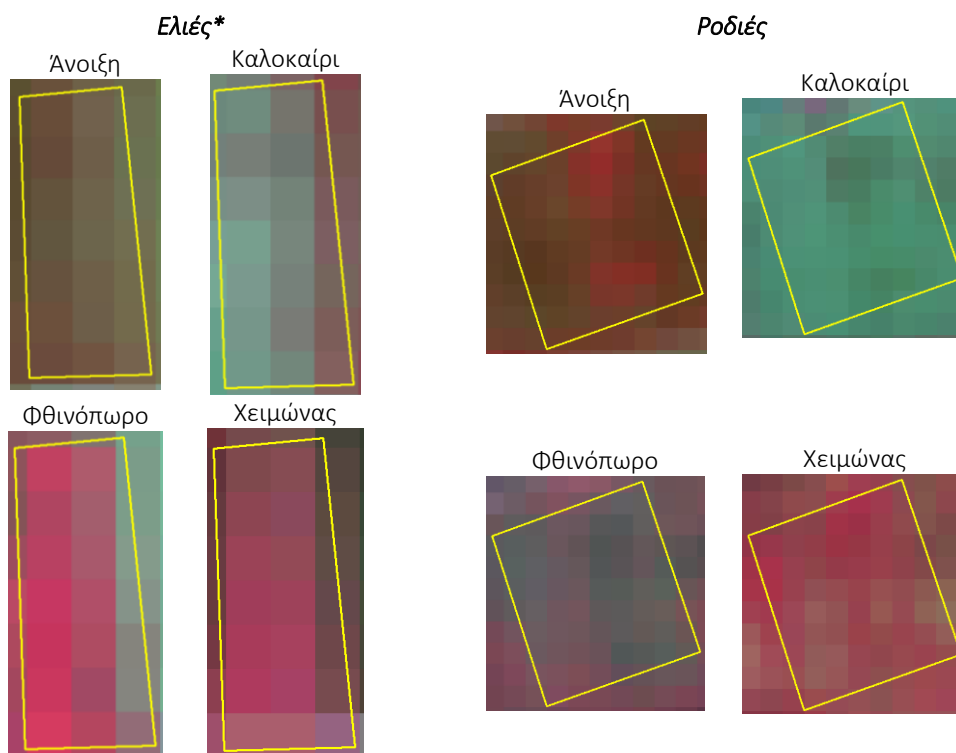 Ελιές*
Άνοιξη
Καλοκαίρι
Φθινόπωρο
Χειμώνας
Ροδιές
Άνοιξη
Καλοκαίρι
Φθινόπωρο
Χειμώνας